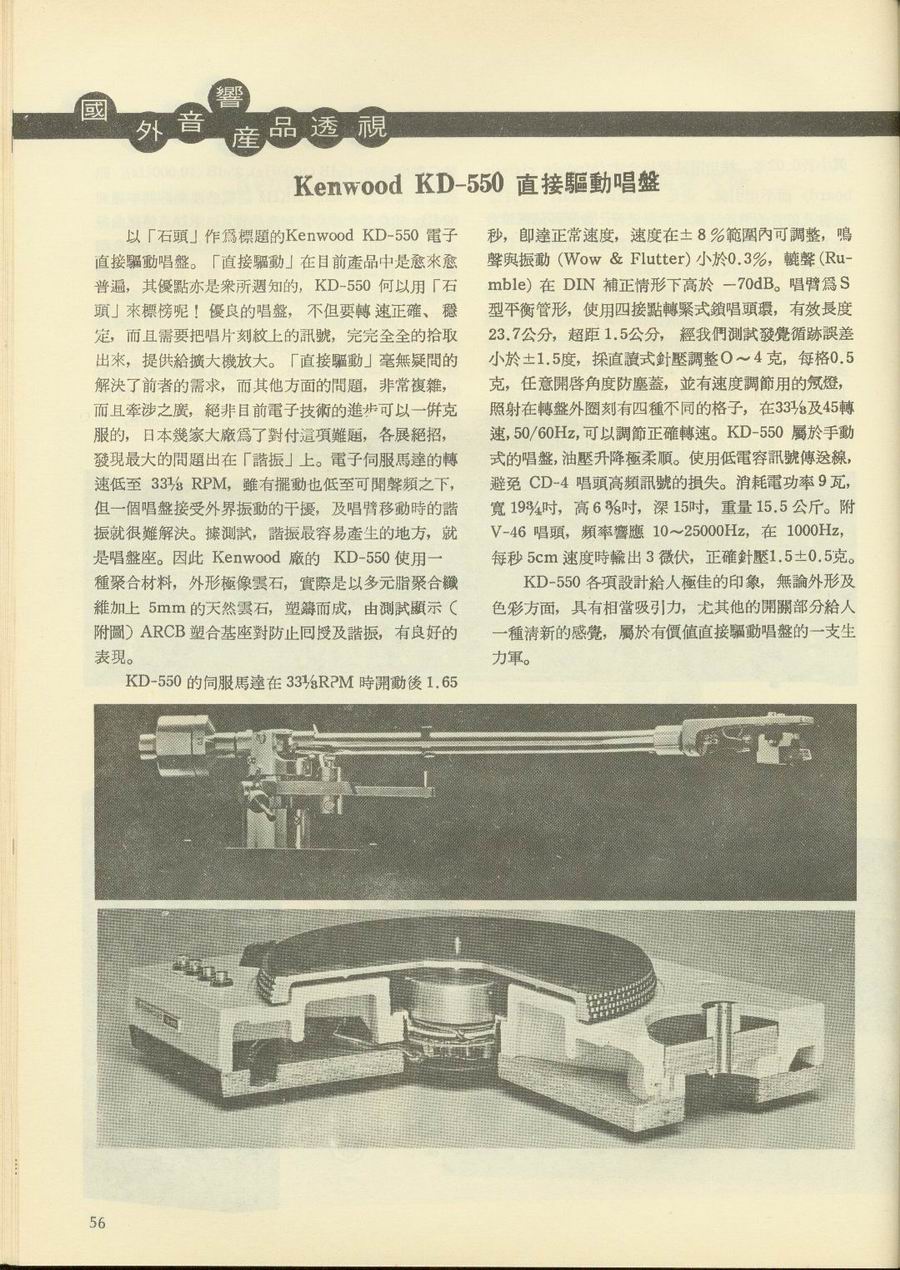 國外音響産品透視
Kenwood KD-550 直接驅動唱盤
以「石頭」作爲標題的Kenwood KD-550 電子
直接驅動唱盤。「直接驅動」在目前產品中是愈來愈
普遍，其優點亦是衆所週知的，KD-550 何以用「石
頭」來標榜呢！優良的唱盤，不但要轉速正確、穩
定，而且需要把唱片刻紋上的訊號，完完全全的拾取
出來，提供給擴大機放大。「直接驅動」毫無疑問的
解決了前者的需求，而其他方面的問題，非常複雜，
而且牽涉之廣，絕非目前電子技術的進步可以一併克
服的，日本幾家大廠爲了對付這項難題，各展絕招，
發現最大的問題出在「諧振」上。電子伺服馬達的轉
速低至 33⅓ RPM，雖有擺動也低至可聞聲頻之下，
但一個唱盤接受外界振動的干擾，及唱臂移動時的諧
振就很難解決。據測試，諧振最容易產生的地方，就
是唱盤座。因此 Kenwood 廠的 KD-550 使用一
種聚合材料，外形極像雲石，實際是以多元脂聚合纖
維加上 5mm 的天然雲石，塑鑄而成，由測試顯示（
附圖）ARCB 塑合基座對防止回授及諧振，有良好的
表現。
KD-550 的伺服馬達在 33⅓RPM 時開動後 1.65
秒，卽達正常速度，速度在± 8 %範圍內可調整，鳴
聲與振動 (Wow & Flutter) 小於0.3%，轆聲 (Ru-
mble) 在 DIN 補正情形下高於 －70dB。唱臂爲 S
型平衡管形，使用四接點轉緊式鎖唱頭環，有效長度
23.7公分，超距 1.5公分，經我們測試發覺循跡誤差
小於±1.5度，採直讀式針壓調整O～4 克，每格0.5
克，任意開啓角度防塵蓋，並有速度調節用的氖燈，
照射在轉盤外圈刻有四種不同的格子，在33⅓及45轉
速，50/60Hz，可以調節正確轉速。KD-550 屬於手動
式的唱盤，油壓升降極柔順。使用低電容訊號傳送線，
避免 CD-4 唱頭高頻訊號的損失。消耗電功率 9 瓦，
寬 19¾吋，高 6⅜吋，深 15吋，重量 15.5 公斤。附
V-46 唱頭，頻率響應 10～25000Hz，在 1000Hz，
每秒 5cm 速度時輸出 3 微伏，正確針壓1.5±0.5克。
KD-550 各項設計給人極佳的印象，無論外形及
色彩方面，具有相當吸引力，尤其他的開關部分給人
一種清新的感覺，屬於有價值直接驅動唱盤的一支生
力軍。
56